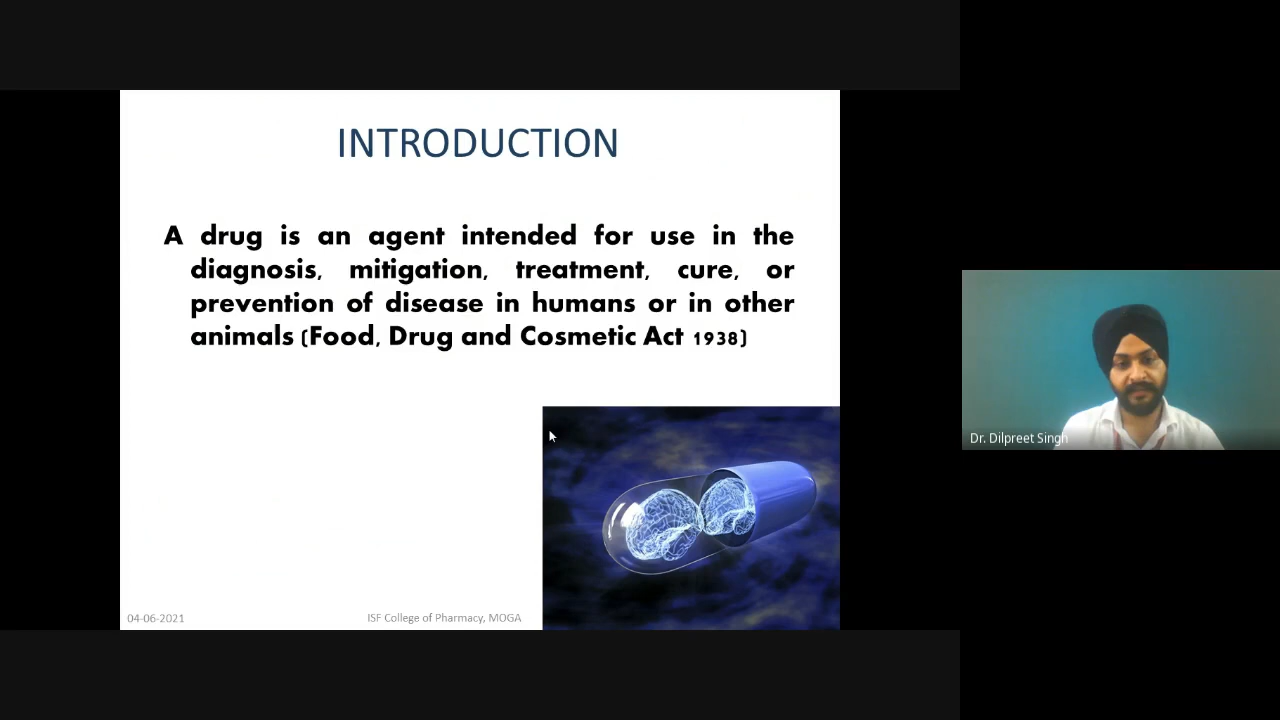 INTRODUCTION
A drug is an agent intended for use in the
diagnosis, mitigation, treatment, cure, or
prevention of disease in humans or in other
animals (Food, Drug and Cosmetic Act 1938)
04-06-2021
ISF College of Pharmacy, MOGA
Dr. Dilpreet Singh